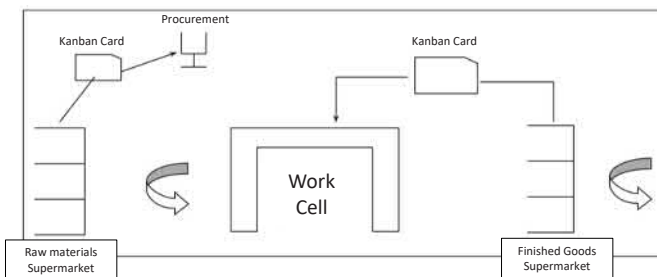 Procurement
Kanban Card
Kanban Card
Work
Cell
Raw materials
Supermarket
Finished Goods
Supermarket